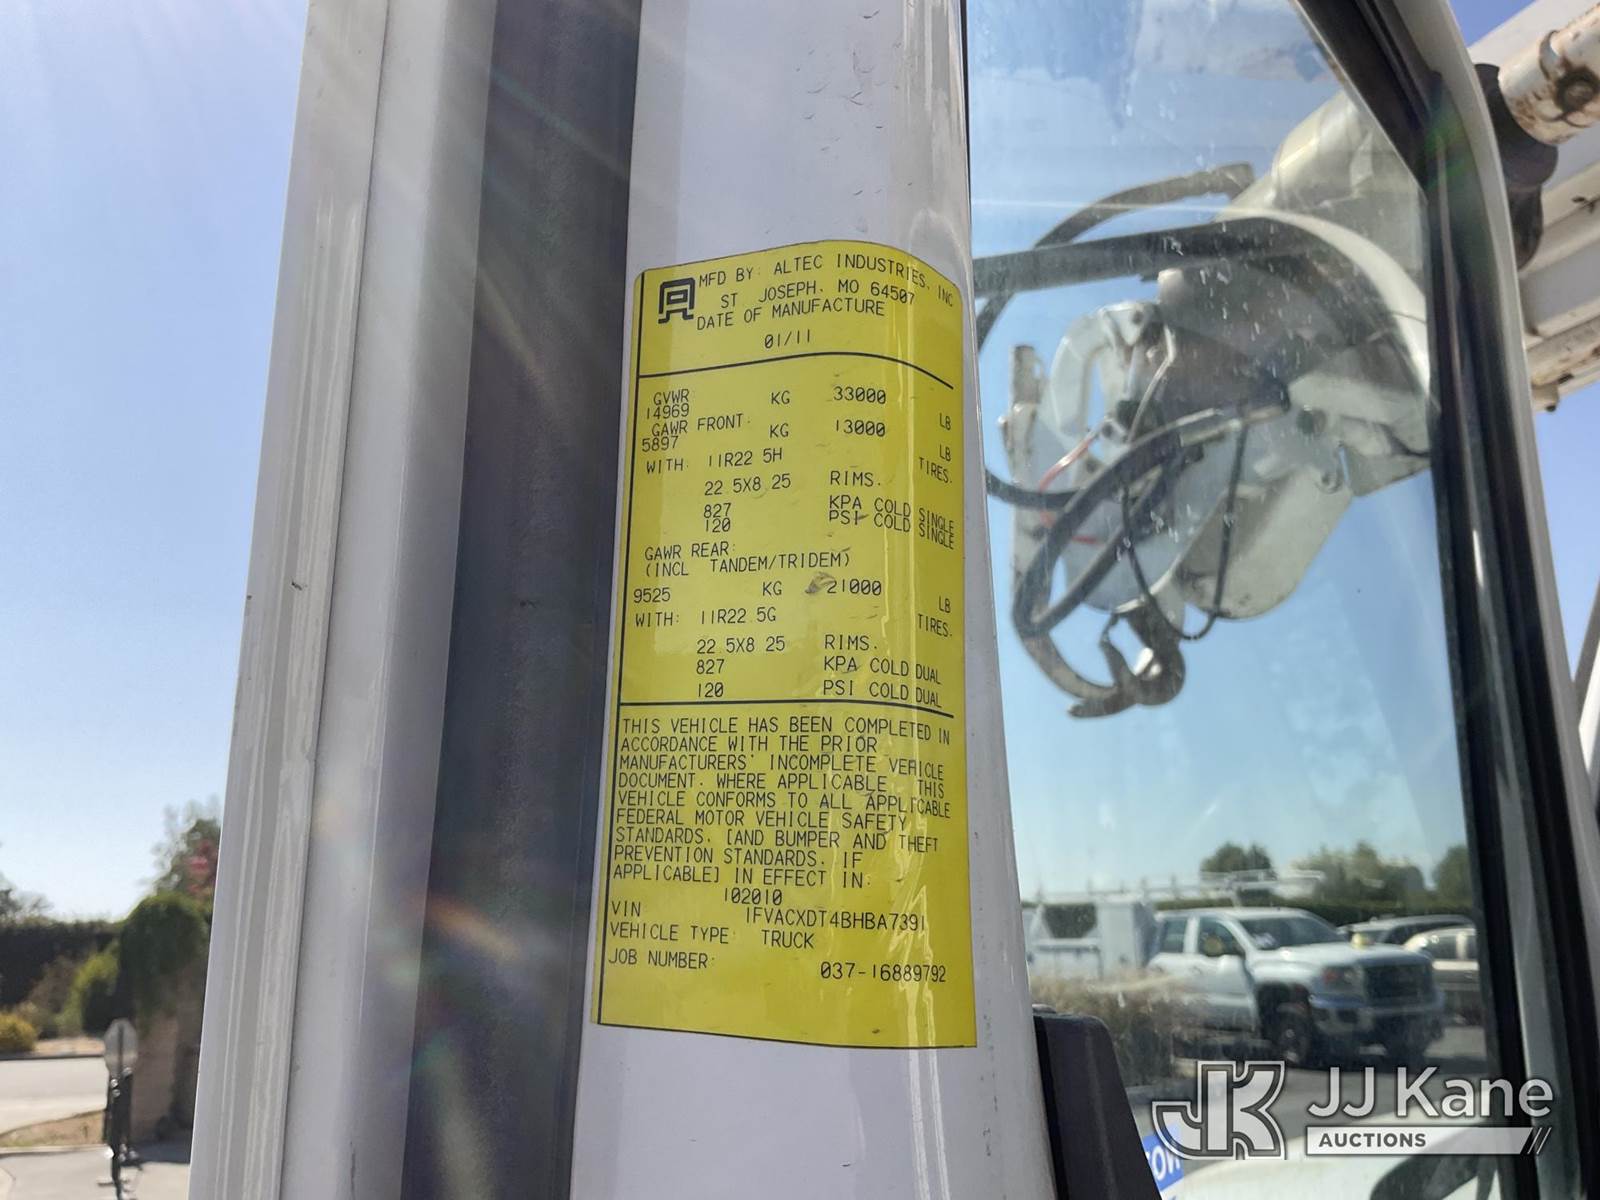 MFD BY: ALTEC INDUSTRIES, INC
ST. JOSEPH, MO 64507
DATE OF MANUFACTURE
01/11
GVWR:
14969 KG 33000 LB
GAWR FRONT:
5897 KG 13000 LB
WITH: 11R22.5H TIRES.
22.5X8.25 RIMS.
827 KPA COLD SINGLE
120 PSI COLD SINGLE
GAWR REAR:
(INCL TANDEM/TRIDEM)
9525 KG 21000 LB
WITH: 11R22.5G TIRES.
22.5X8.25 RIMS.
827 KPA COLD DUAL
120 PSI COLD DUAL
THIS VEHICLE HAS BEEN COMPLETED IN
ACCORDANCE WITH THE PRIOR
MANUFACTURERS' INCOMPLETE VEHICLE
DOCUMENT, WHERE APPLICABLE. THIS
VEHICLE CONFORMS TO ALL APPLICABLE
FEDERAL MOTOR VEHICLE SAFETY
STANDARDS, [AND BUMPER AND THEFT
PREVENTION STANDARDS, IF
APPLICABLE] IN EFFECT IN:
102010
VIN 1FVACXDT4BHBA7391
VEHICLE TYPE: TRUCK
JOB NUMBER: 037-16889792
JK JJ Kane
AUCTIONS